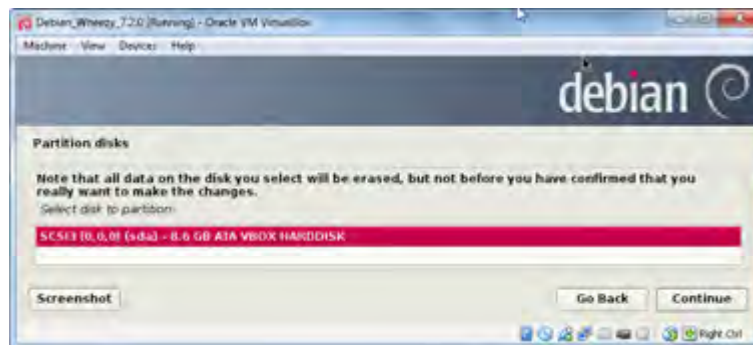 Debian_Wheezy_7.2.0 [Running] - Oracle VM VirtualBox
Machine View Devices Help
debian
Partition disks
Note that all data on the disk you select will be erased, but not before you have confirmed that you
really want to make the changes.
Select disk to partition:
SCSI3 (0,0,0) (sda) - 8.6 GB ATA VBOX HARDDISK
Screenshot
Go Back
Continue
Right Ctrl